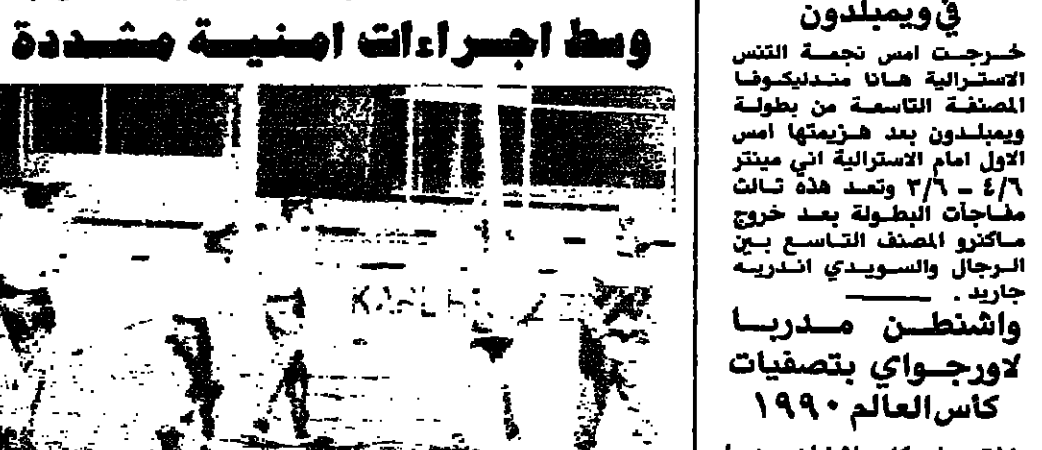 وسط اجراءات امنية مشددة
في ويمبلدون
خرجت امس نجمة التنس
الاسترالية هانا مندليكوفا
المصنفة التاسعة من بطولة
ويمبلدون بعد هزيمتها امس
الاول امام الاسترالية اني مينتر
٤/٦ ـ ٣/٦ وتعد هذه ثالث
مفاجآت البطولة بعد خروج
ماكنرو المصنف التاسع بين
الرجال والسويدي اندريه
جاريد .
واشنطن مدربا
لاورجواي بتصفيات
كأس العالم ١٩٩٠